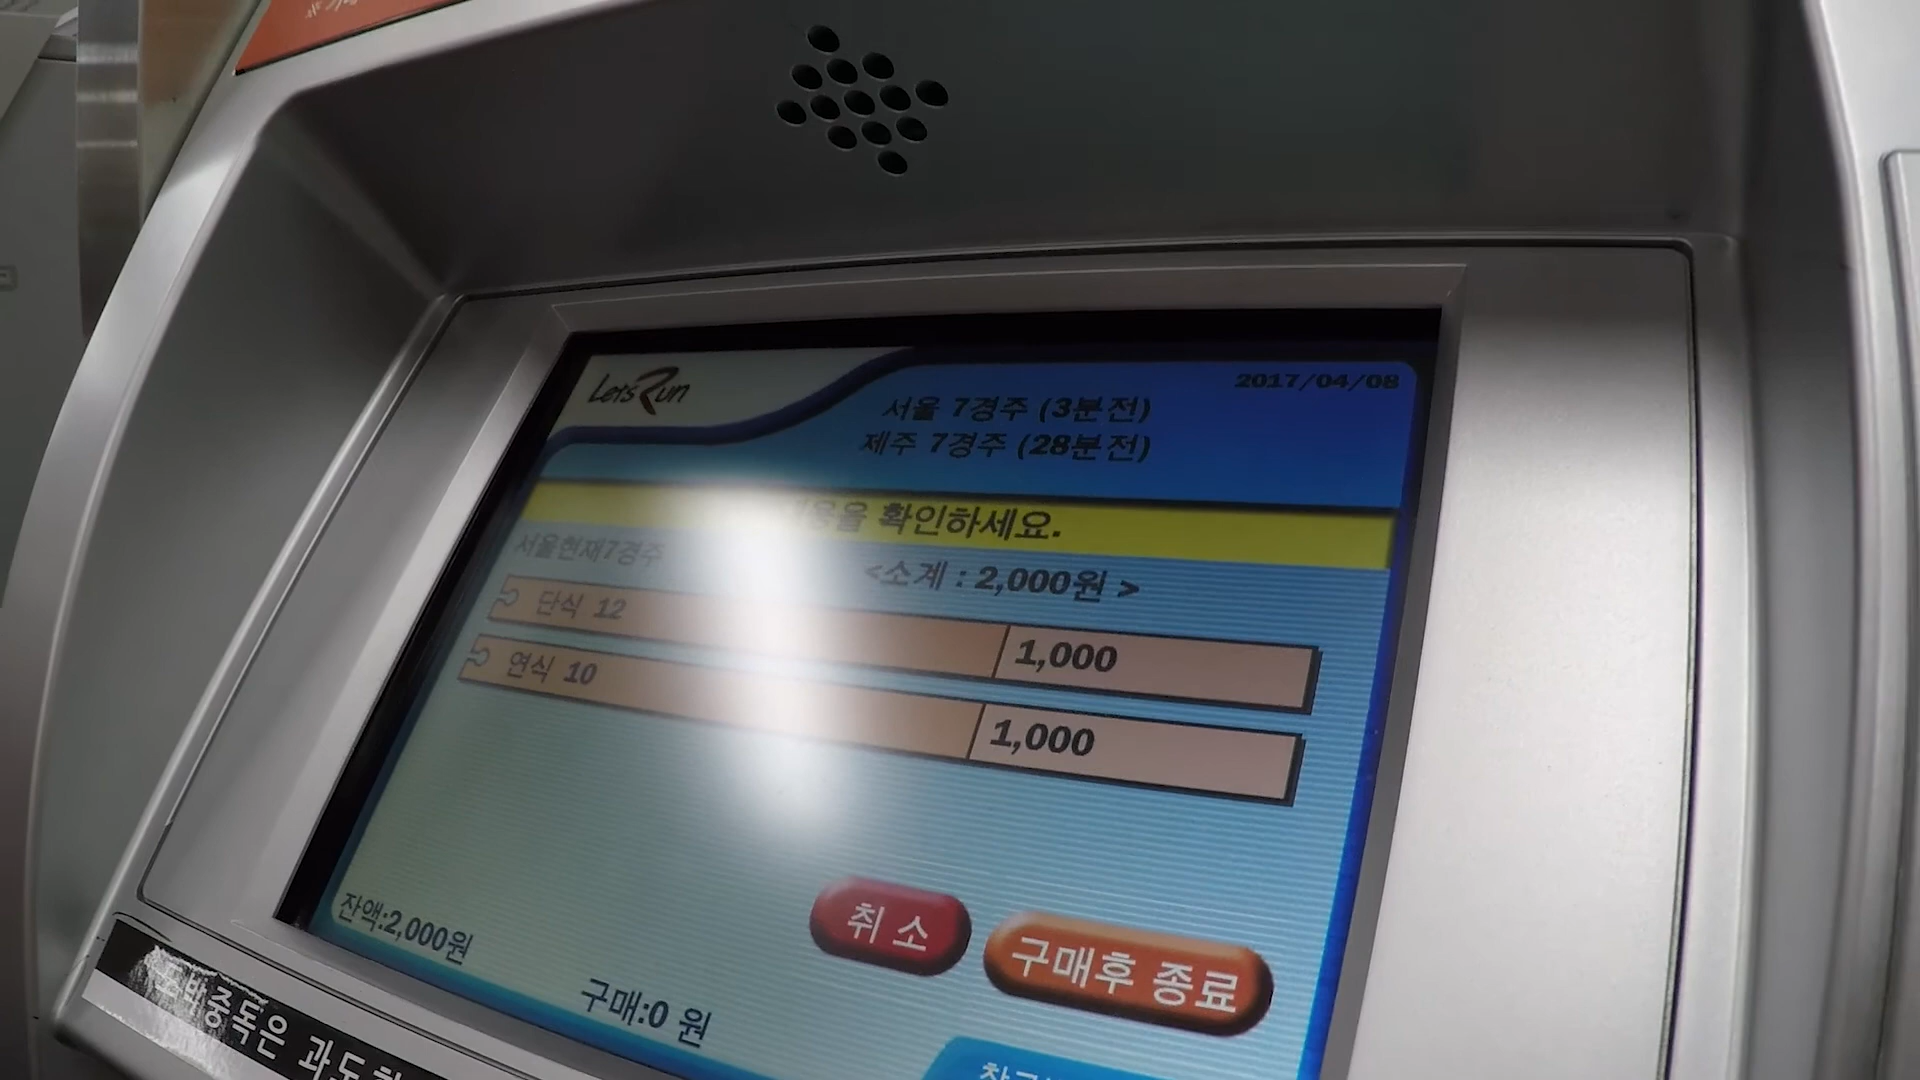 Let'sRun
2017/04/08
서울 7경주 (3분전)
제주 7경주 (28분전)
확인하세요.
서울현재7경주
<소계 : 2,000원 >
단식 12
1,000
연식 10
1,000
취 소
구매후 종료
잔액:2,000원
구매:0 원
도박중독은